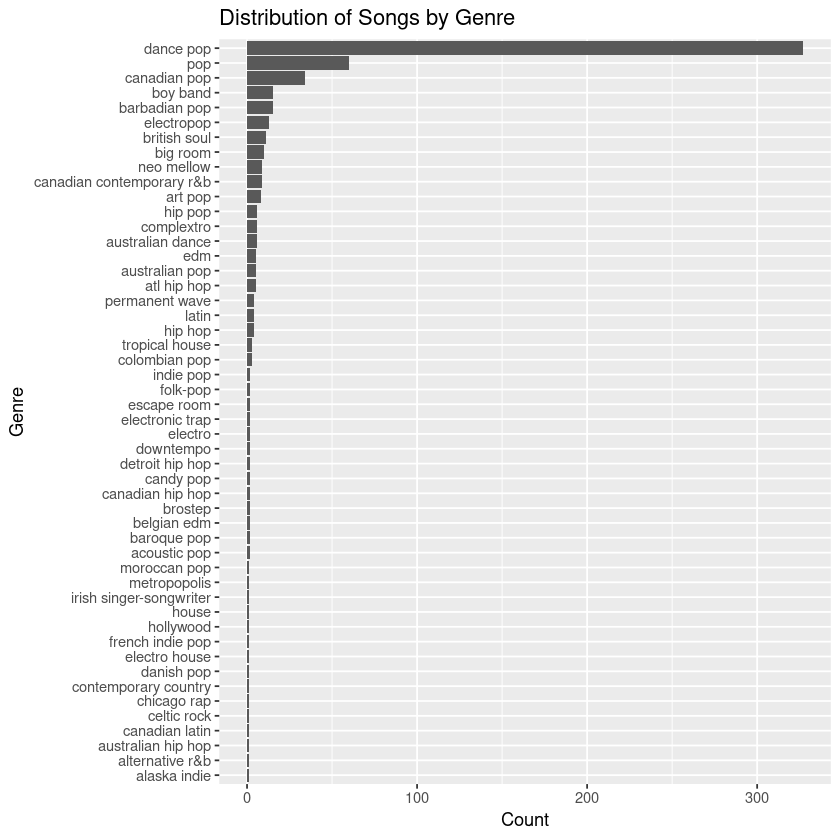 Distribution of Songs by Genre
dance pop
pop
canadian pop
boy band
barbadian pop
electropop
british soul
big room
neo mellow
canadian contemporary r&b
art pop
hip pop
complextro
australian dance
edm
australian pop
atl hip hop
permanent wave
latin
hip hop
tropical house
colombian pop
indie pop
folk-pop
escape room
electronic trap
electro
downtempo
detroit hip hop
candy pop
canadian hip hop
brostep
belgian edm
baroque pop
acoustic pop
moroccan pop
metropopolis
irish singer-songwriter
house
hollywood
french indie pop
electro house
danish pop
contemporary country
chicago rap
celtic rock
canadian latin
australian hip hop
alternative r&b
alaska indie
Genre
0 100 200 300
Count